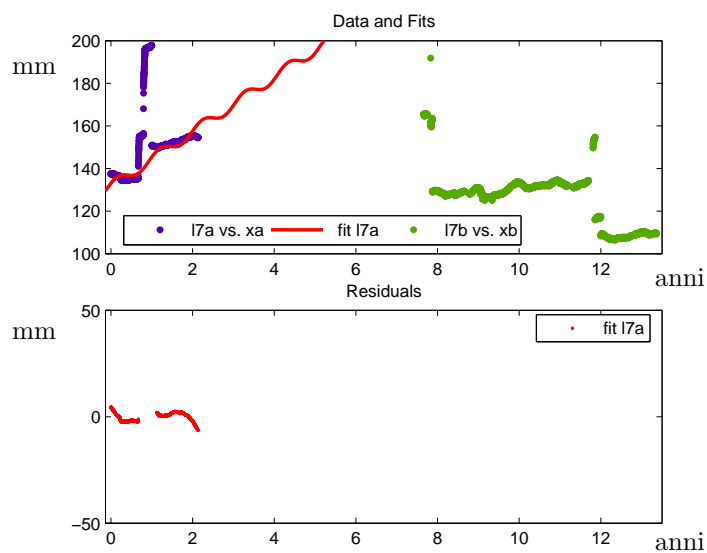 Data and Fits
mm
200
180
160
140
120
100
l7a vs. xa fit l7a l7b vs. xb
0 2 4 6 8 10 12
anni
Residuals
mm
50
0
−50
fit l7a
0 2 4 6 8 10 12
anni